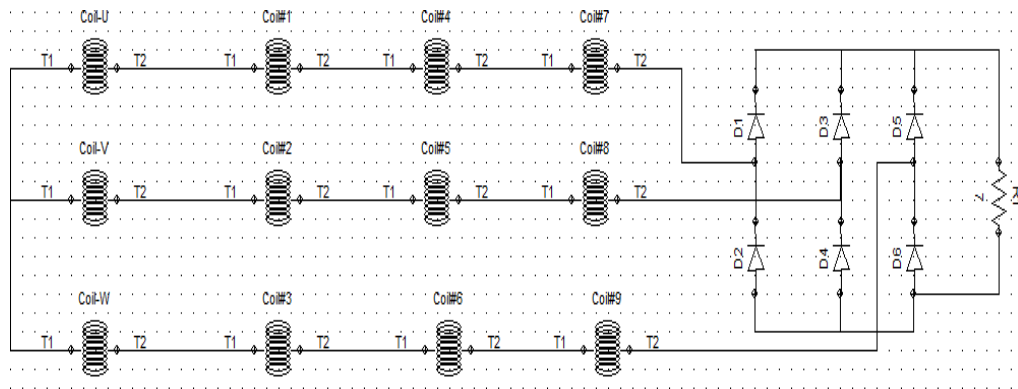 Coil-U Coil#1 Coil#4 Coil#7
T1 T2 T1 T2 T1 T2 T1 T2
D1 D3 D5
Coil-V Coil#2 Coil#5 Coil#8
T1 T2 T1 T2 T1 T2 T1 T2
7
D2 D4 D6
Coil-W Coil#3 Coil#6 Coil#9
T1 T2 T1 T2 T1 T2 T1 T2